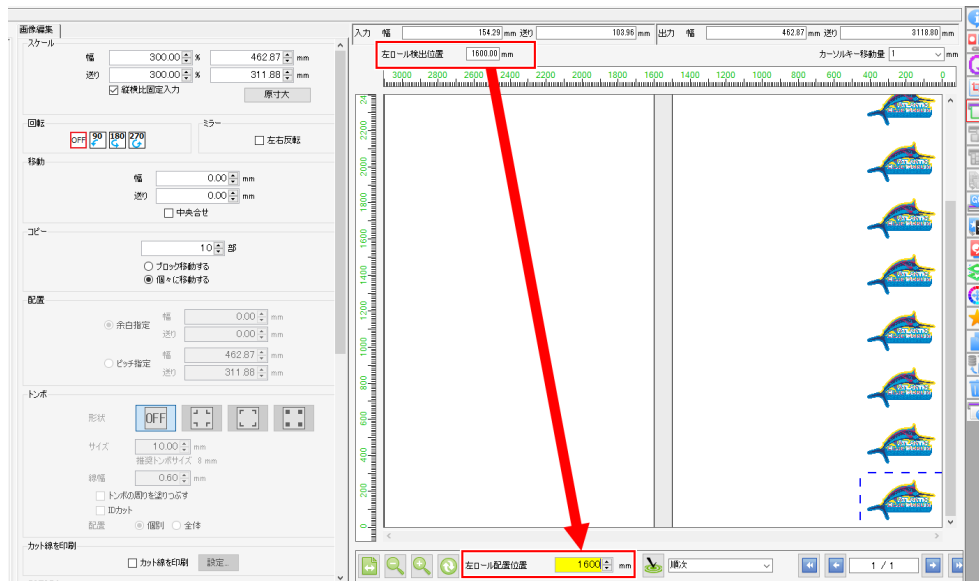 画像編集
スケール
幅 300.00 % 462.87 mm
送り 300.00 % 311.88 mm
縦横比固定入力 原寸大
回転 ミラー
OFF 90 180 270 左右反転
移動
幅 0.00 mm
送り 0.00 mm
中央合せ
コピー
10 部
ブロック移動する
個々に移動する
配置
余白指定 幅 0.00 mm
送り 0.00 mm
ピッチ指定 幅 462.87 mm
送り 311.88 mm
トンボ
形状 OFF
サイズ 10.00 mm
推奨トンボサイズ 8 mm
線幅 0.60 mm
トンボの周りを塗りつぶす
IDカット
配置 個別 全体
カット線を印刷
カット線を印刷 設定...
入力 幅 154.29 mm 送り 103.96 mm 出力 幅 462.87 mm 送り 3118.80 mm
左ロール検出位置 1600.00 mm カーソルキー移動量 1 mm
3000 2800 2600 2400 2200 2000 1800 1600 1400 1200 1000 800 600 400 200 0
24
2200
2000
1800
1600
1400
1200
1000
800
600
400
200
0
左ロール配置位置 1600 mm 順次 1 / 1